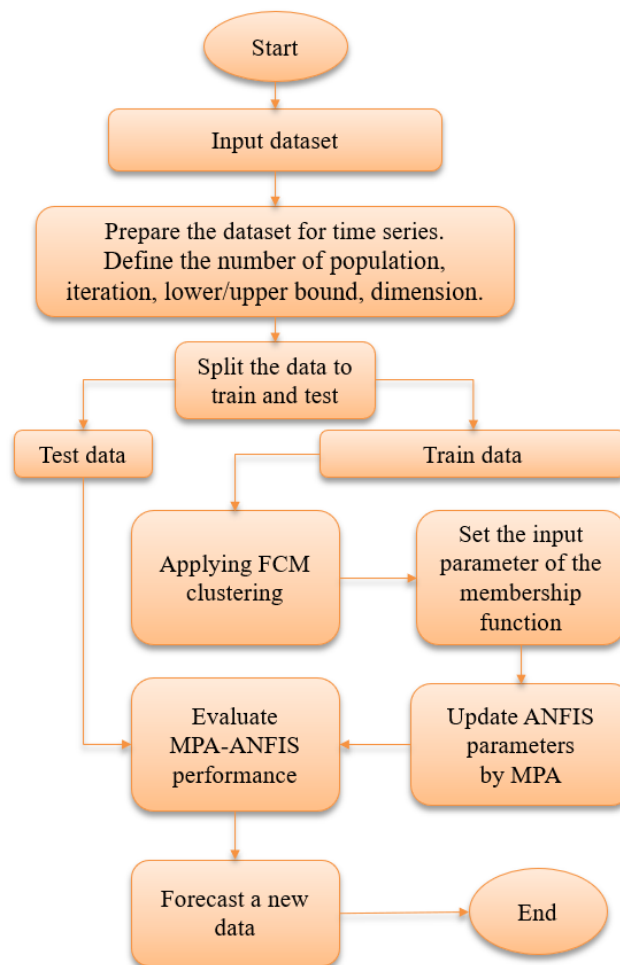 Start
Input dataset
Prepare the dataset for time series.
Define the number of population,
iteration, lower/upper bound, dimension.
Split the data to
train and test
Test data
Train data
Applying FCM
clustering
Set the input
parameter of the
membership
function
Evaluate
MPA-ANFIS
performance
Update ANFIS
parameters
by MPA
Forecast a new
data
End